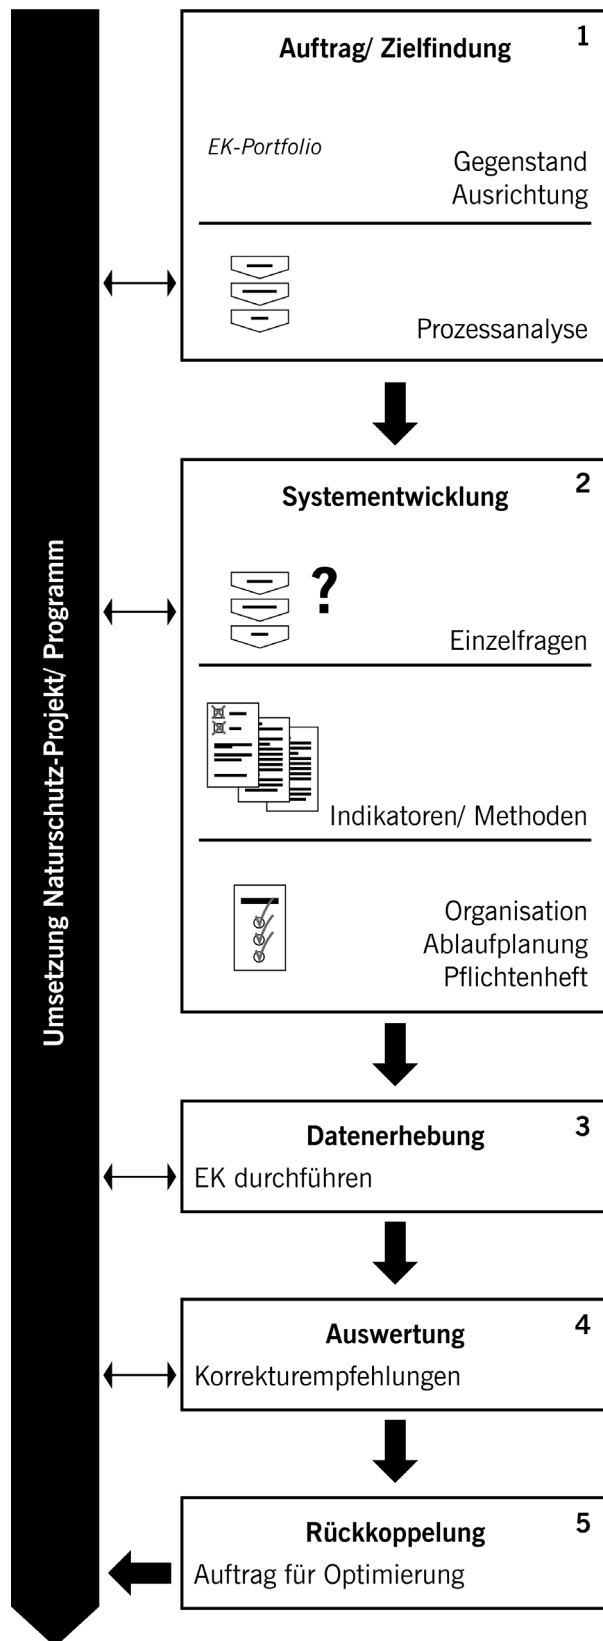 Umsetzung Naturschutz-Projekt/ Programm
Auftrag/ Zielfindung
1
EK-Portfolio
Gegenstand
Ausrichtung
Prozessanalyse
Systementwicklung
2
?
Einzelfragen
Indikatoren/ Methoden
Organisation
Ablaufplanung
Pflichtenheft
Datenerhebung
3
EK durchführen
Auswertung
4
Korrekturempfehlungen
Rückkoppelung
5
Auftrag für Optimierung